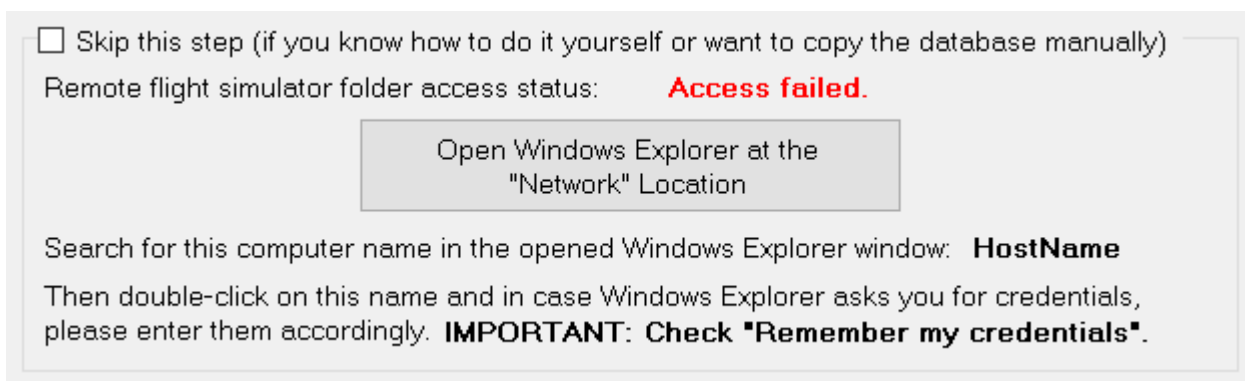 Skip this step (if you know how to do it yourself or want to copy the database manually)
Remote flight simulator folder access status: Access failed.
Open Windows Explorer at the
"Network" Location
Search for this computer name in the opened Windows Explorer window: HostName
Then double-click on this name and in case Windows Explorer asks you for credentials,
please enter them accordingly. IMPORTANT: Check "Remember my credentials".